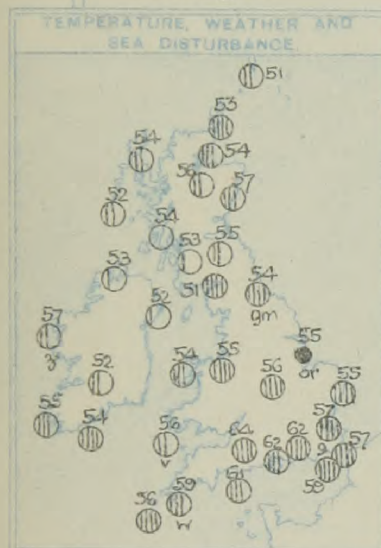 TEMPERATURE, WEATHER AND
SEA DISTURBANCE.
51
53
54 54
56 57
52
54
53 55
53
51 54
gm
52
57
55
or
54 55
52 56 55
55 54 57
56 64 62 62 57
v
58
59 61
56 w